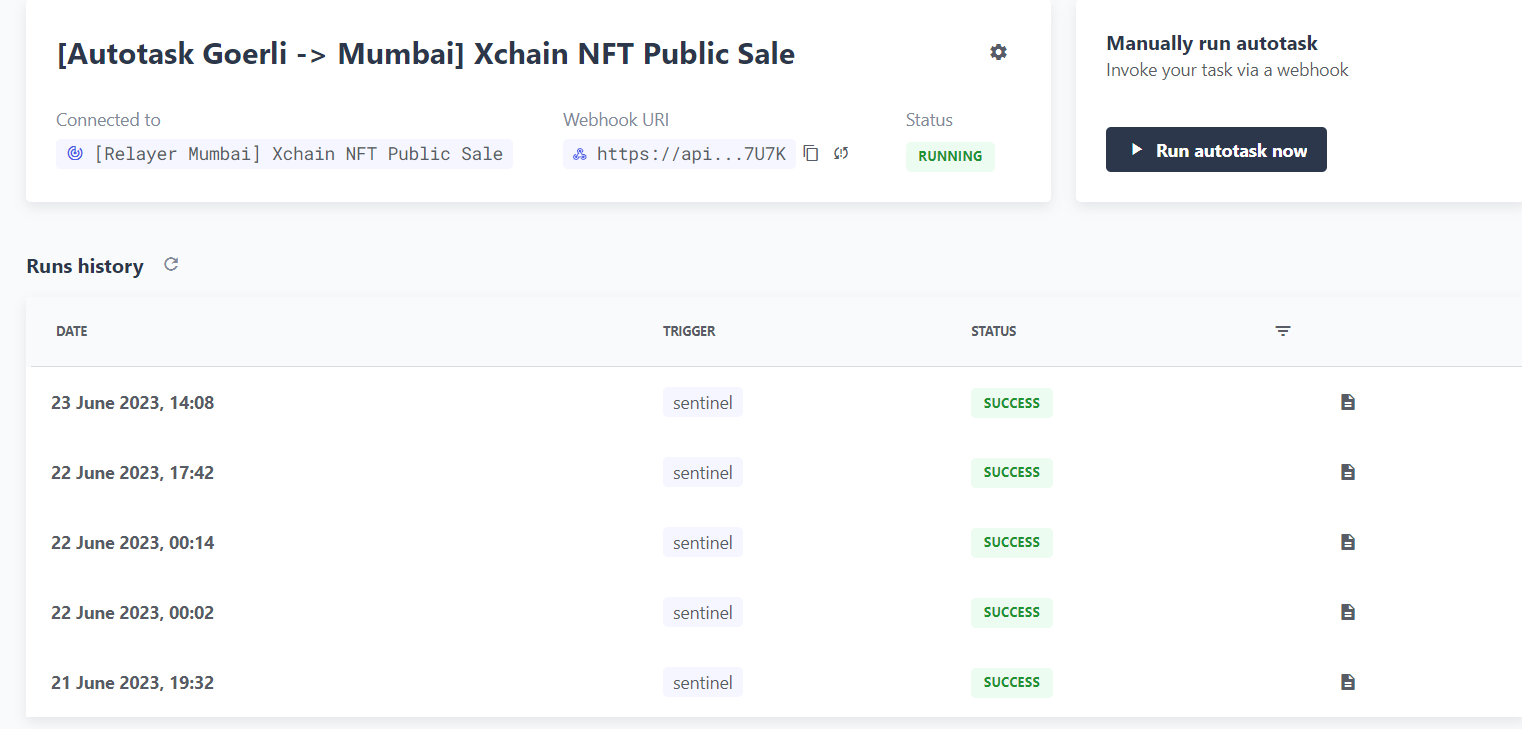 [Autotask Goerli -> Mumbai] Xchain NFT Public Sale
Connected to
[Relayer Mumbai] Xchain NFT Public Sale
Webhook URI
https://api...7U7K
Status
RUNNING
Manually run autotask
Invoke your task via a webhook
Run autotask now
Runs history
DATE TRIGGER STATUS
23 June 2023, 14:08 sentinel SUCCESS
22 June 2023, 17:42 sentinel SUCCESS
22 June 2023, 00:14 sentinel SUCCESS
22 June 2023, 00:02 sentinel SUCCESS
21 June 2023, 19:32 sentinel SUCCESS